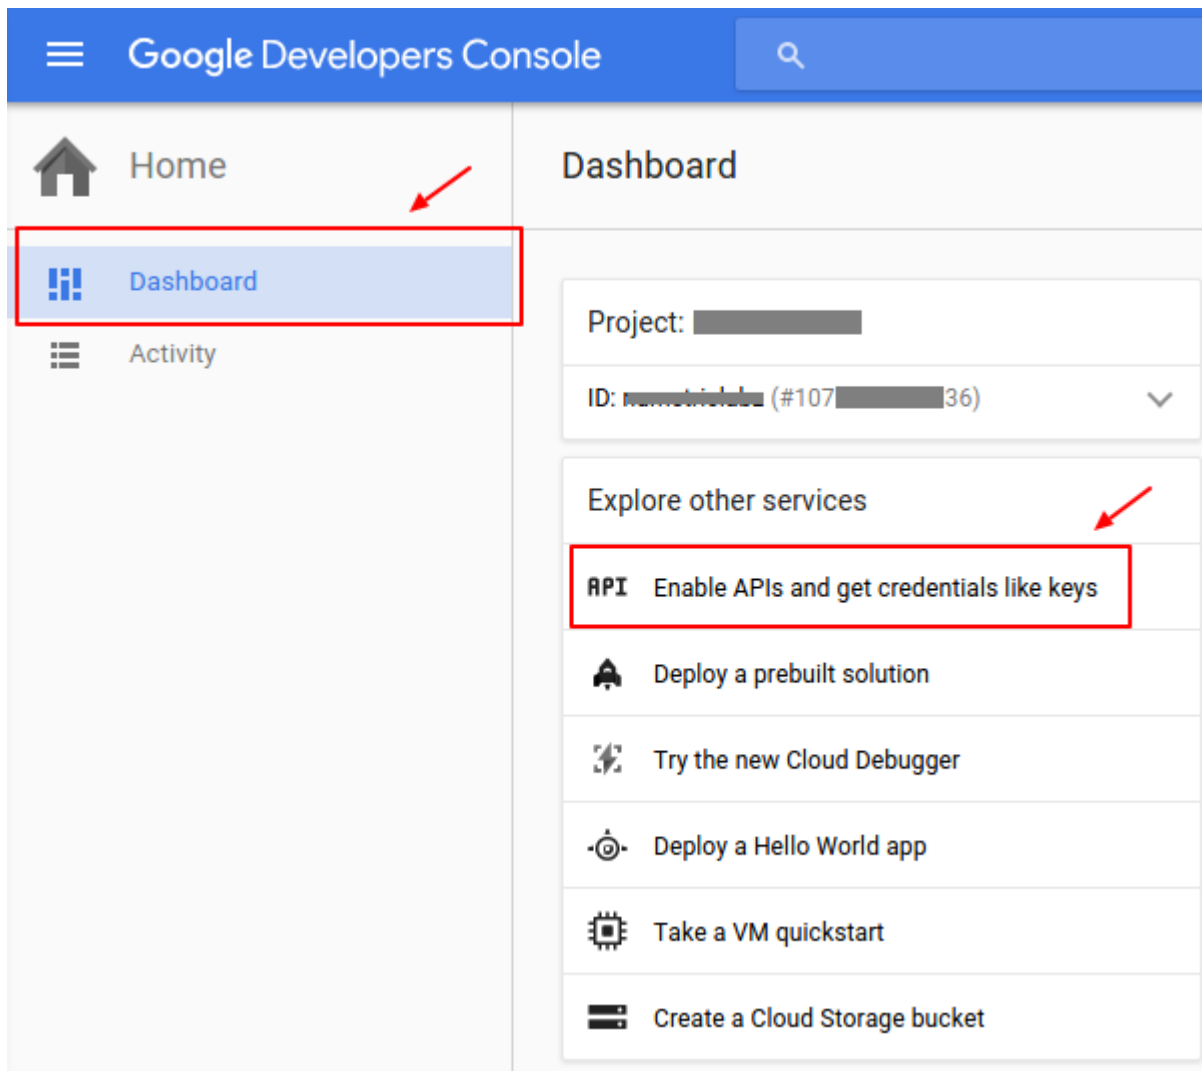 Google Developers Console
Home
Dashboard
Activity
Dashboard
Project:
ID: (#107 36)
Explore other services
API Enable APIs and get credentials like keys
Deploy a prebuilt solution
Try the new Cloud Debugger
Deploy a Hello World app
Take a VM quickstart
Create a Cloud Storage bucket